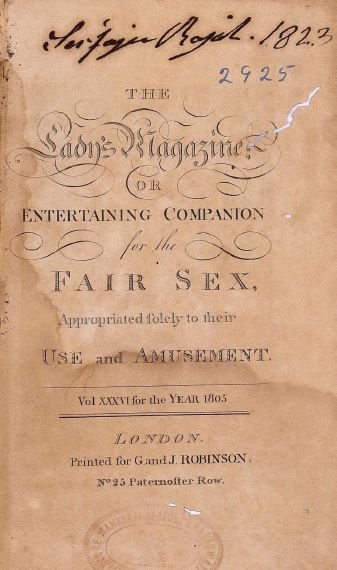 1823
2925
THE
Lady's Magazine;
OR
ENTERTAINING COMPANION
for the
FAIR SEX,
Appropriated ſolely to their
USE and AMUSEMENT.
Vol XXXVI for the YEAR 1805
LONDON.
Printed for G. and J. ROBINSON.
No 25 Paternoſter Row.